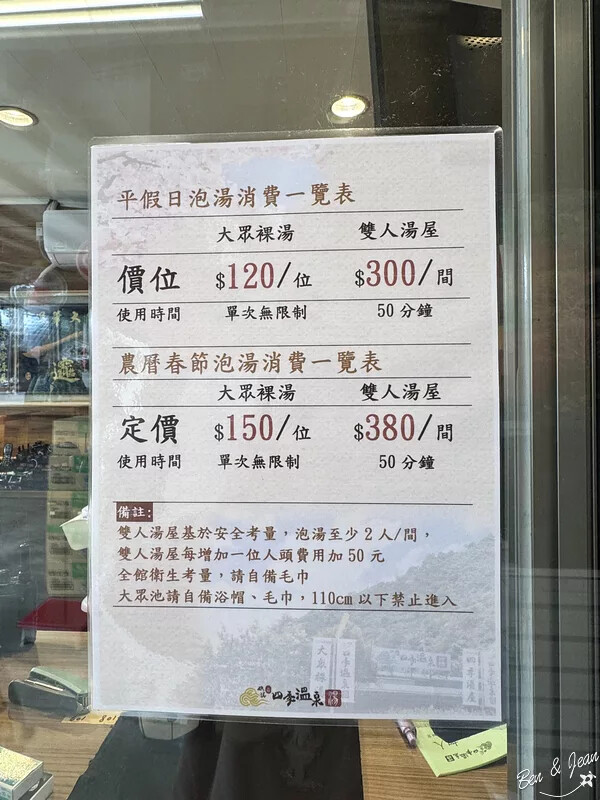 平假日泡湯消費一覽表
大眾裸湯 雙人湯屋
價位 $120/位 $300/間
使用時間 單次無限制 50分鐘
農曆春節泡湯消費一覽表
大眾裸湯 雙人湯屋
定價 $150/位 $380/間
使用時間 單次無限制 50分鐘
備註:
雙人湯屋基於安全考量，泡湯至少2人/間，
雙人湯屋每增加一位人頭費用加50元
全館衛生考量，請自備毛巾
大眾池請自備浴帽、毛巾，110cm以下禁止進入
四季溫泉
Ben & Jean